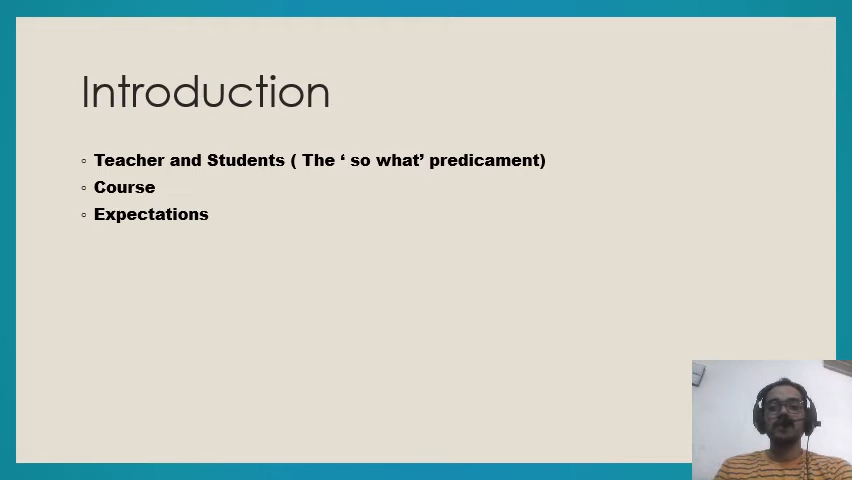 Introduction
Teacher and Students ( The ‘ so what’ predicament)
Course
Expectations